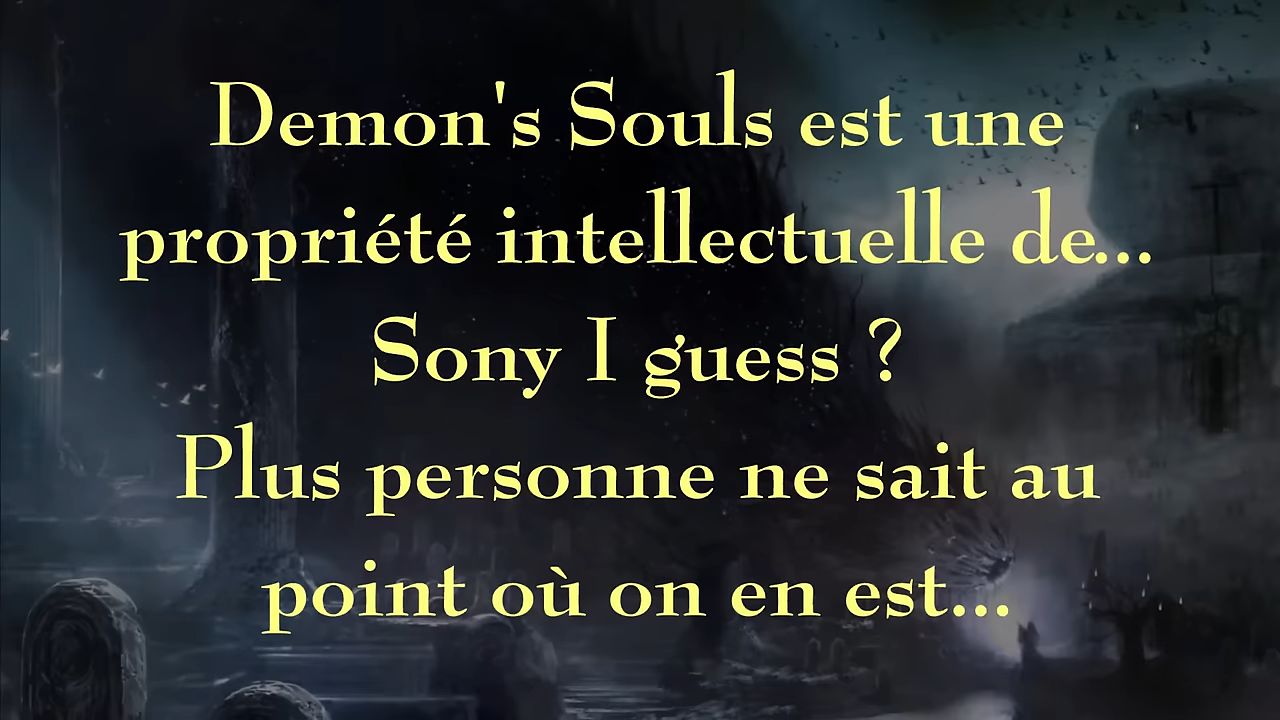 Demon's Souls est une
propriété intellectuelle de...
Sony I guess ?
Plus personne ne sait au
point où on en est...